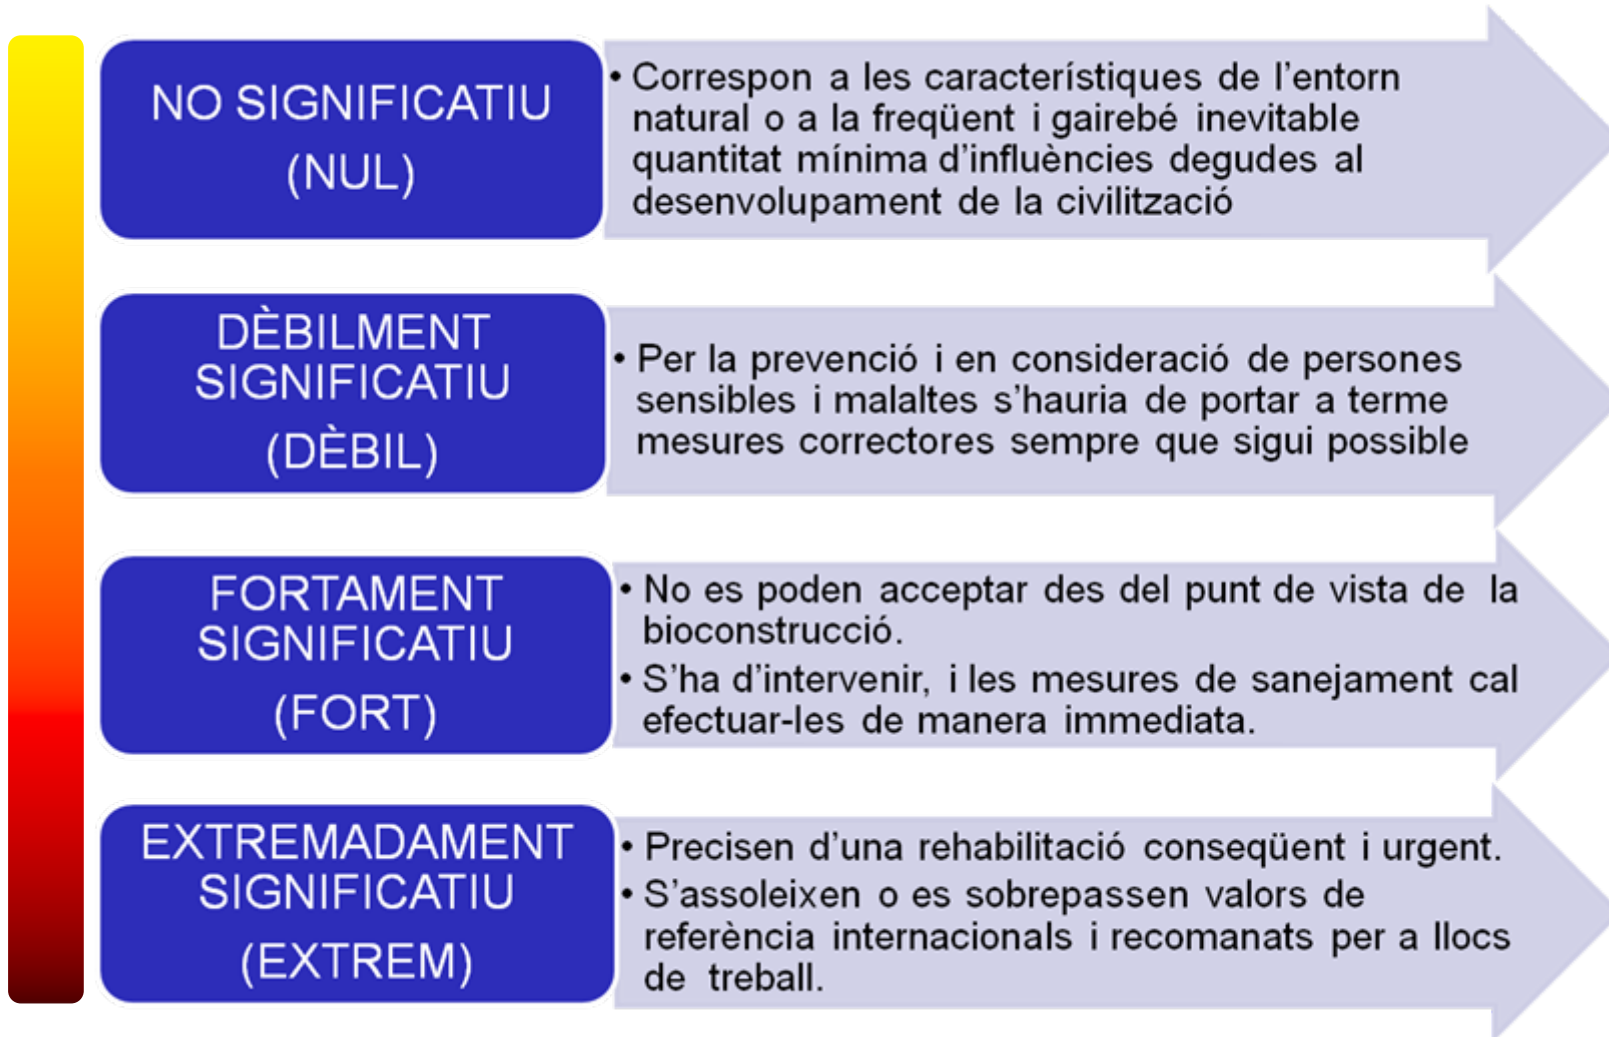 NO SIGNIFICATIU
(NUL)
• Correspon a les característiques de l’entorn
natural o a la freqüent i gairebé inevitable
quantitat mínima d’influències degudes al
desenvolupament de la civilització
DÈBILMENT
SIGNIFICATIU
(DÈBIL)
• Per la prevenció i en consideració de persones
sensibles i malaltes s’hauria de portar a terme
mesures correctores sempre que sigui possible
FORTAMENT
SIGNIFICATIU
(FORT)
• No es poden acceptar des del punt de vista de la
bioconstrucció.
• S’ha d’intervenir, i les mesures de sanejament cal
efectuar-les de manera immediata.
EXTREMADAMENT
SIGNIFICATIU
(EXTREM)
• Precisen d’una rehabilitació conseqüent i urgent.
• S’assoleixen o es sobrepassen valors de
referència internacionals i recomanats per a llocs
de treball.